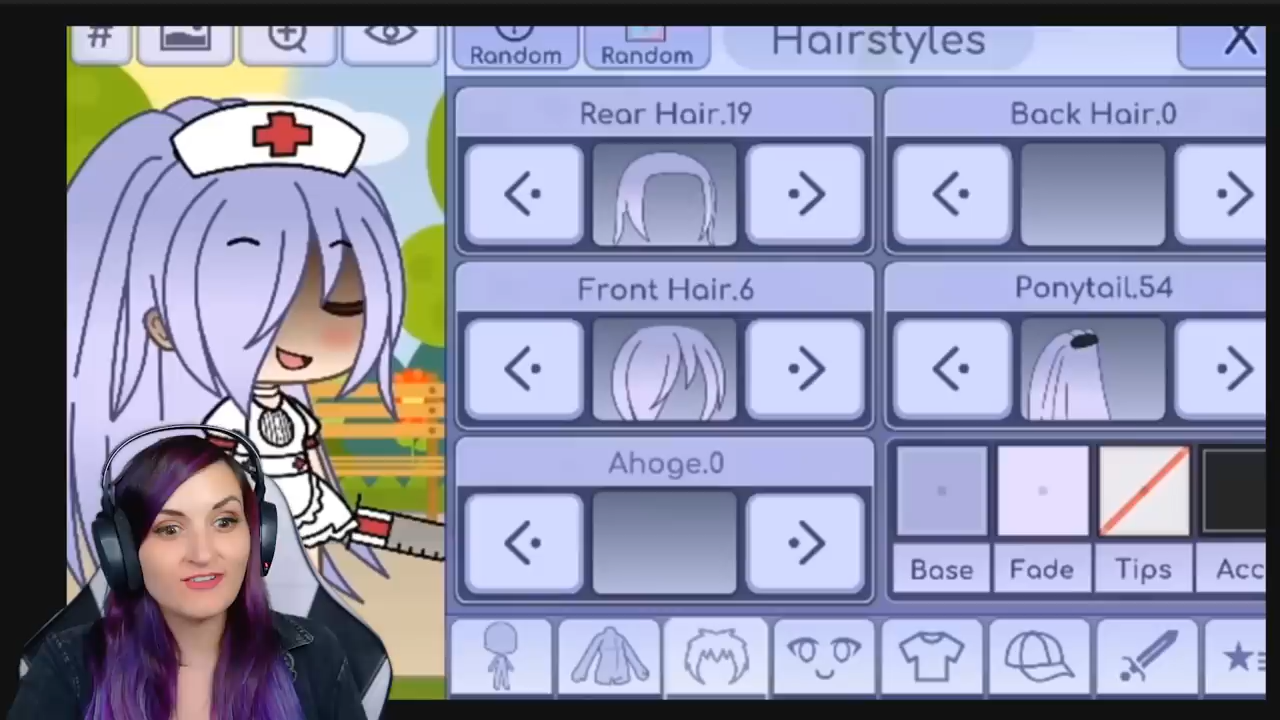 #
Random
Random
Hairstyles
X
Rear Hair.19
Back Hair.0
Front Hair.6
Ponytail.54
Ahoge.0
Base
Fade
Tips
Acc